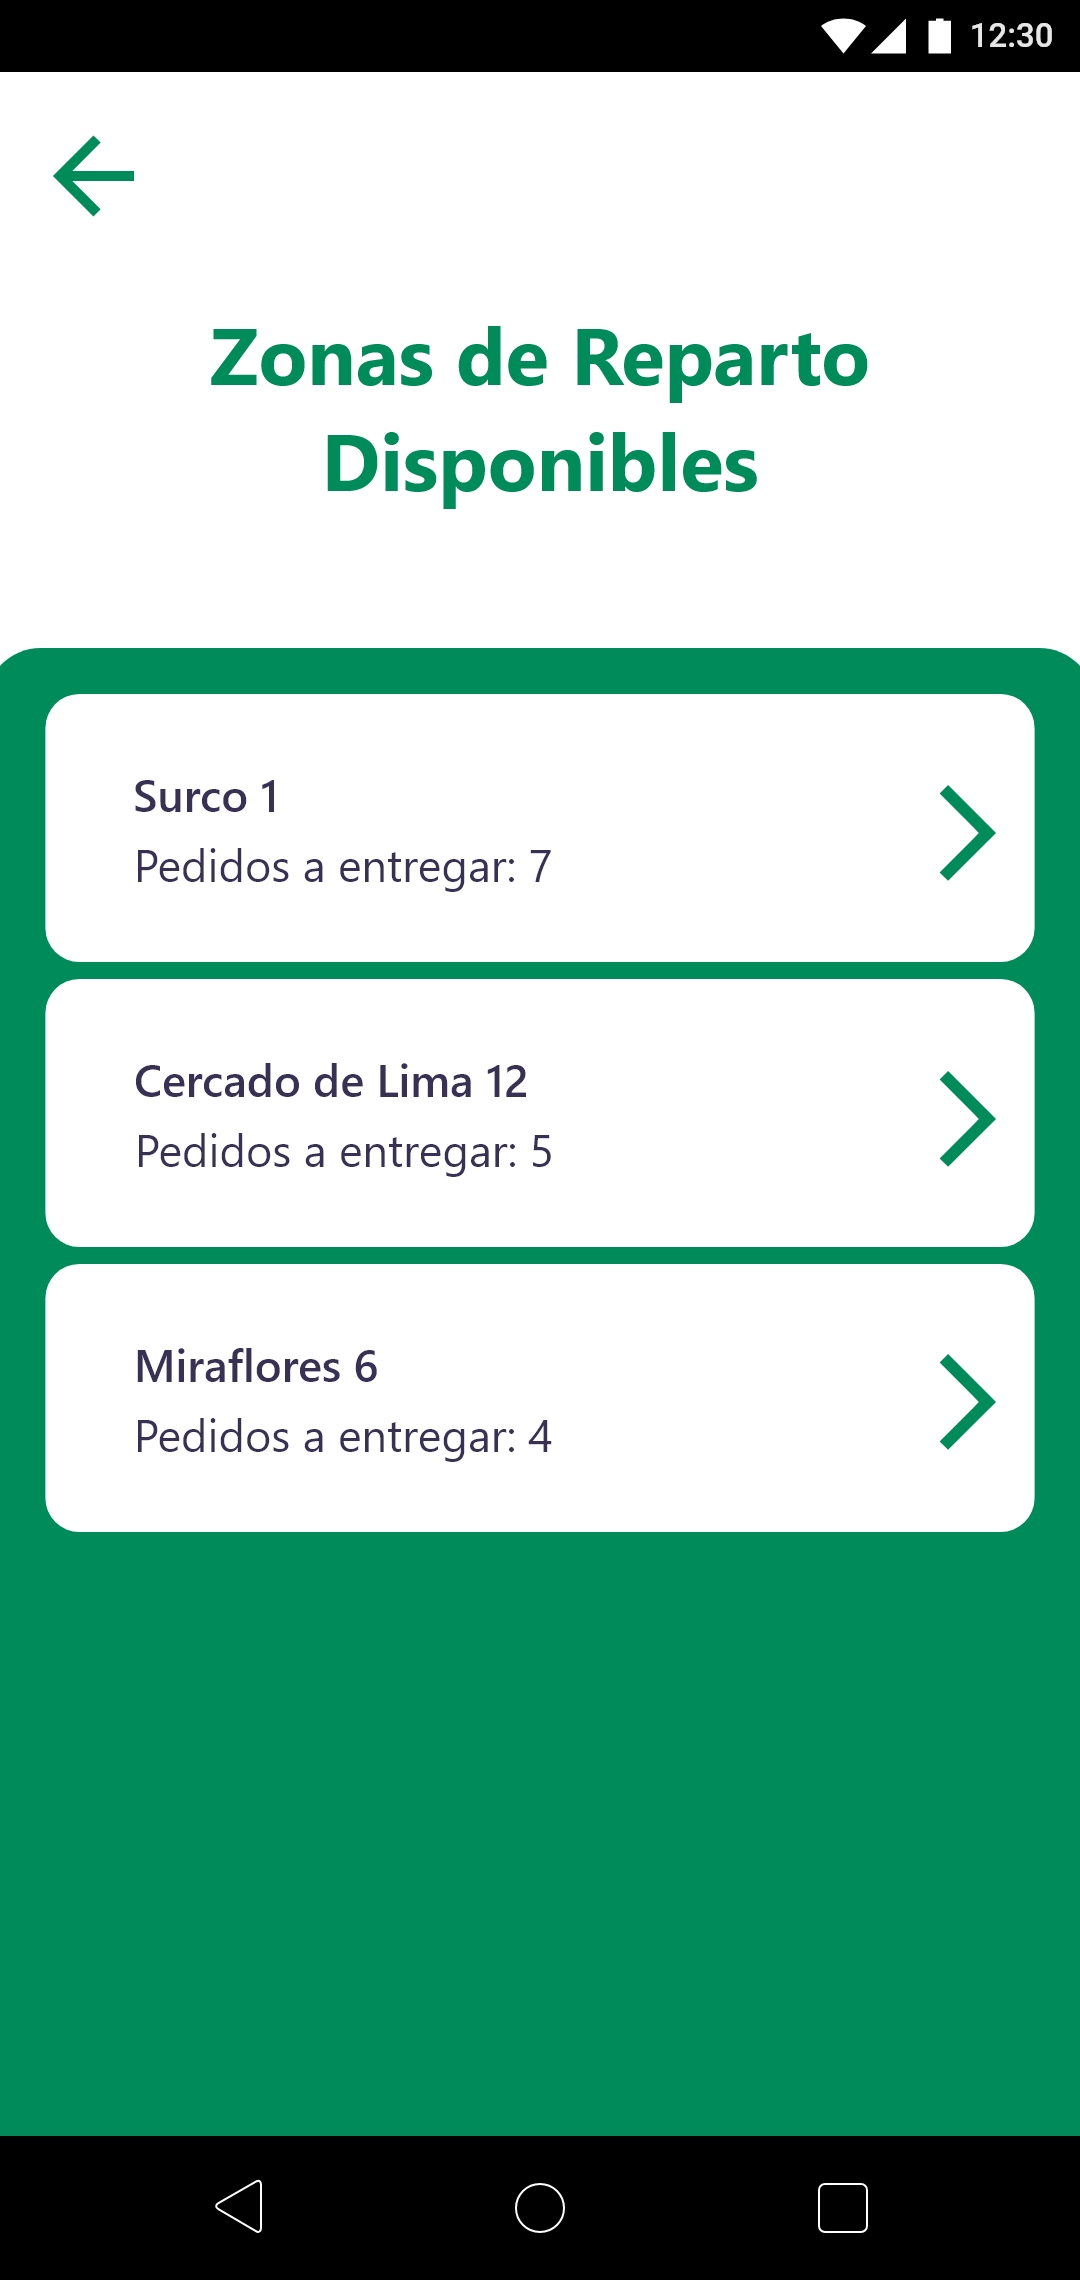 12:30
Zonas de Reparto
Disponibles
Surco 1
Pedidos a entregar: 7
Cercado de Lima 12
Pedidos a entregar: 5
Miraflores 6
Pedidos a entregar: 4